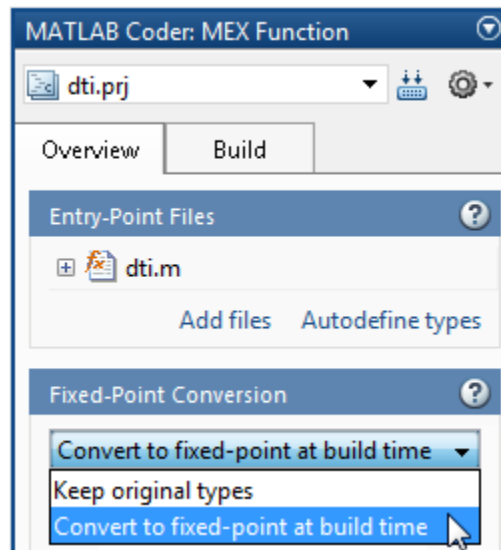 MATLAB Coder: MEX Function
dti.prj
Overview Build
Entry-Point Files ?
dti.m
Add files Autodefine types
Fixed-Point Conversion ?
Convert to fixed-point at build time
Keep original types
Convert to fixed-point at build time